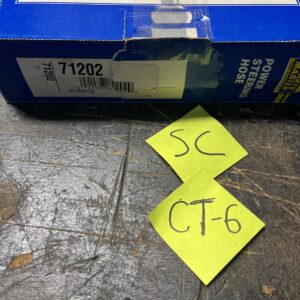 71202
71202
POWER
STEERING
HOSE
SC
CT-6